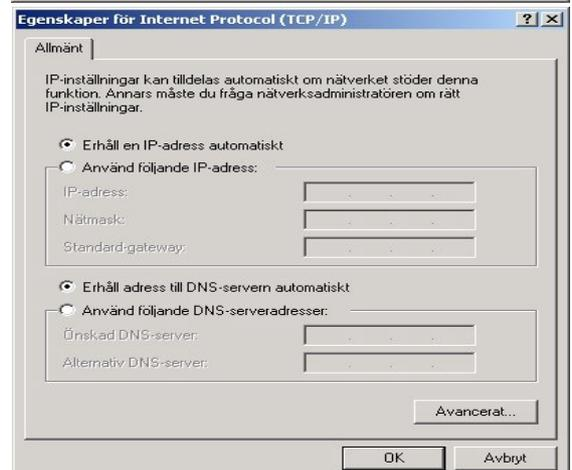 Egenskaper för Internet Protocol (TCP/IP)
Allmänt
IP-inställningar kan tilldelas automatiskt om nätverket stöder denna
funktion. Annars måste du fråga nätverksadministratören om rätt
IP-inställningar.
Erhåll en IP-adress automatiskt
Använd följande IP-adress:
IP-adress:
Nätmask:
Standard-gateway:
Erhåll adress till DNS-servern automatiskt
Använd följande DNS-serveradresser:
Önskad DNS-server:
Alternativ DNS-server:
Avancerat...
OK Avbryt